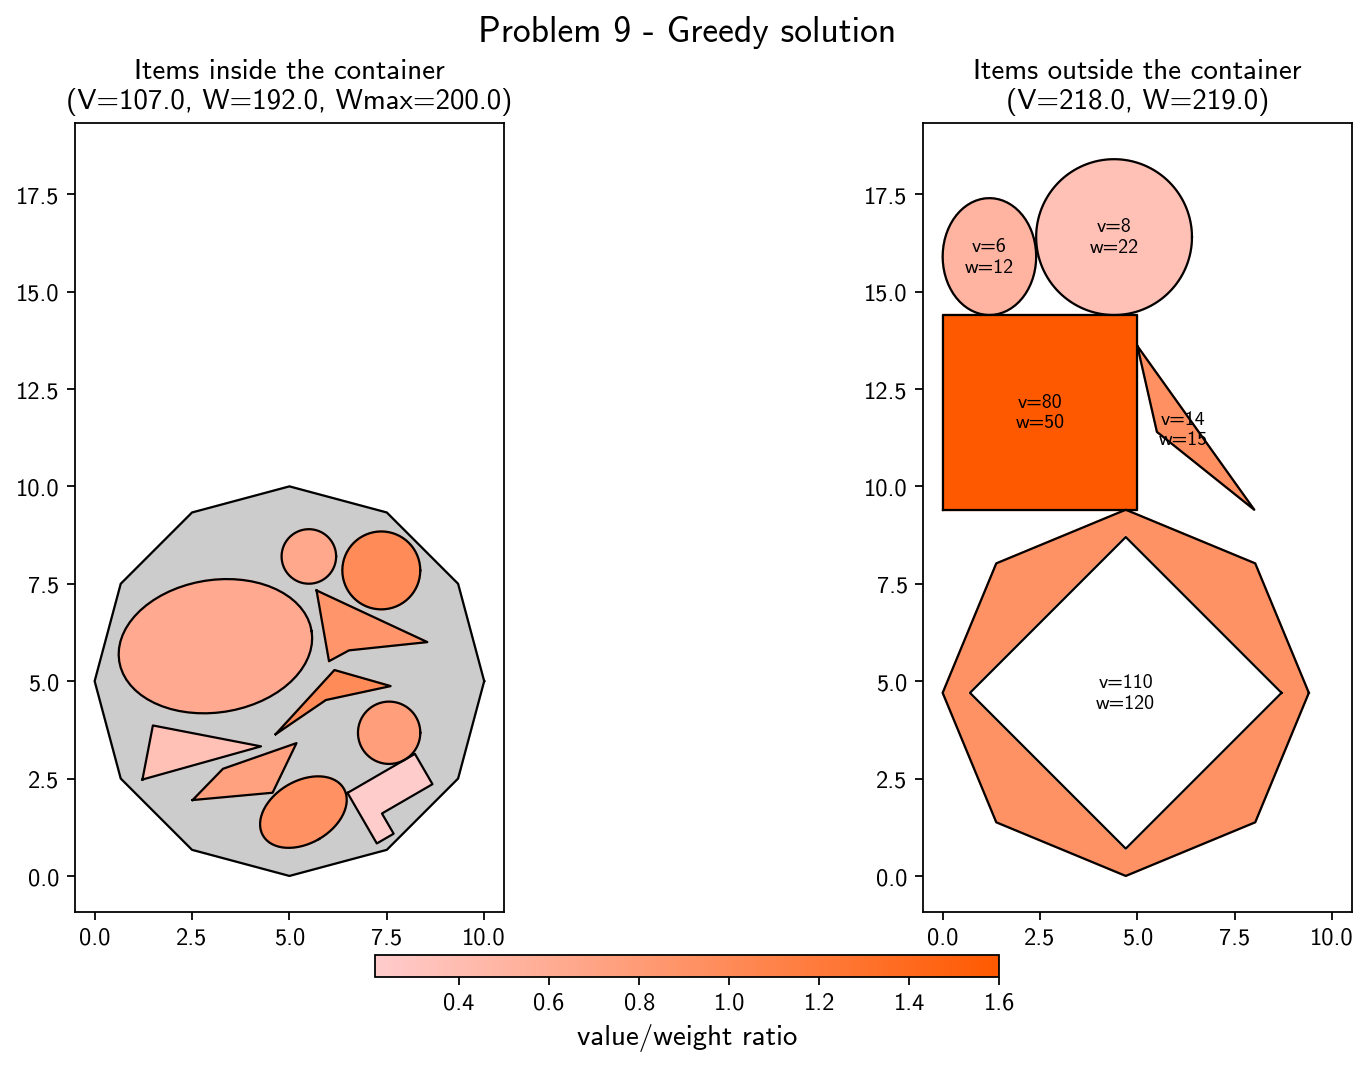 Problem 9 - Greedy solution
Items inside the container
(V=107.0, W=192.0, Wmax=200.0)
17.5
15.0
12.5
10.0
7.5
5.0
2.5
0.0
0.0 2.5 5.0 7.5 10.0
Items outside the container
(V=218.0, W=219.0)
17.5
15.0
12.5
10.0
7.5
5.0
2.5
0.0
v=6
w=12
v=8
w=22
v=80
w=50
v=14
w=15
v=110
w=120
0.0 2.5 5.0 7.5 10.0
0.4 0.6 0.8 1.0 1.2 1.4 1.6
value/weight ratio